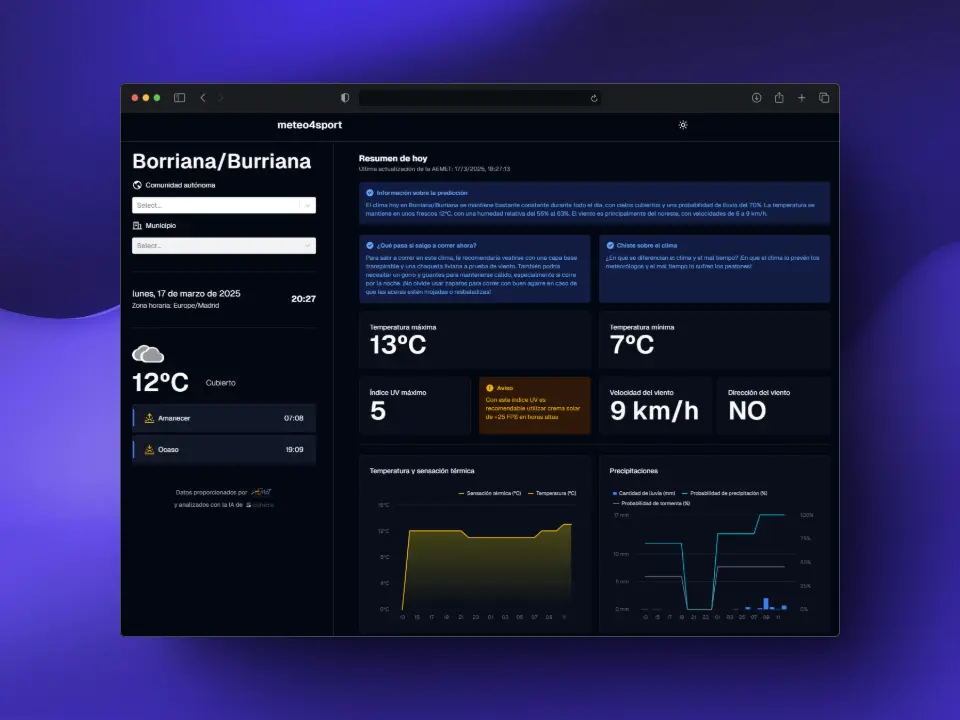 meteo4sport
Borriana/Burriana
Comunidad autónoma
Select...
Municipio
Select...
lunes, 17 de marzo de 2025
Zona horaria: Europe/Madrid
20:27
12ºC
Cubierto
Amanecer
07:08
Ocaso
19:09
Datos proporcionados por
y analizados con la IA de
Resumen de hoy
Última actualización de la AEMET: 17/3/2025, 18:27:13
Información sobre la predicción
El clima hoy en Borriana/Burriana se mantiene bastante constante durante todo el día, con cielos cubiertos y una probabilidad de lluvia del 70%. La temperatura se
mantiene en unos frescos 12ºC, con una humedad relativa del 55% al 63%. El viento es principalmente del noreste, con velocidades de 6 a 9 km/h.
¿Qué pasa si salgo a correr ahora?
Para salir a correr en este clima, te recomendaría vestirse con una capa base
transpirable y una chaqueta liviana a prueba de viento. También podría
necesitar un gorro y guantes para mantenerse cálido, especialmente si corre
por la noche. ¡No olvide usar zapatos para correr con buen agarre en caso de
que las aceras estén mojadas o resbaladizas!
Chiste sobre el clima
¿En qué se diferencian el clima y el mal tiempo? ¡En que el clima lo prevén los
meteorólogos y el mal tiempo lo sufren los peatones!
Temperatura máxima
13ºC
Temperatura mínima
7ºC
Índice UV máximo
5
Aviso
Con este índice UV es
recomendable utilizar crema solar
de +25 FPS en horas altas
Velocidad del viento
9 km/h
Dirección del viento
NO
Temperatura y sensación térmica
Sensación térmica (ºC)
Temperatura (ºC)
12ºC
4ºC
0ºC
13 15 17 19 21 23 01 03 05 07 09 11
Precipitaciones
Cantidad de lluvia (mm)
Probabilidad de precipitación (%)
Probabilidad de tormenta (%)
17 mm
10 mm
5 mm
0 mm
100%
75%
25%
0%
13 15 17 19 21 23 01 03 05 07 09 11